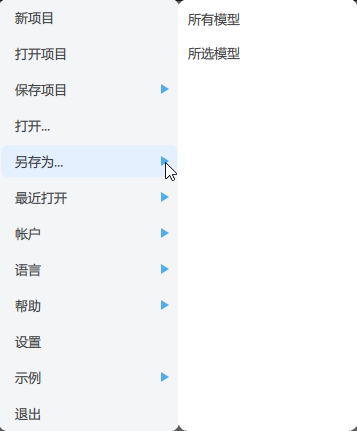 新项目
打开项目
保存项目
打开...
另存为...
最近打开
帐户
语言
帮助
设置
示例
退出
所有模型
所选模型